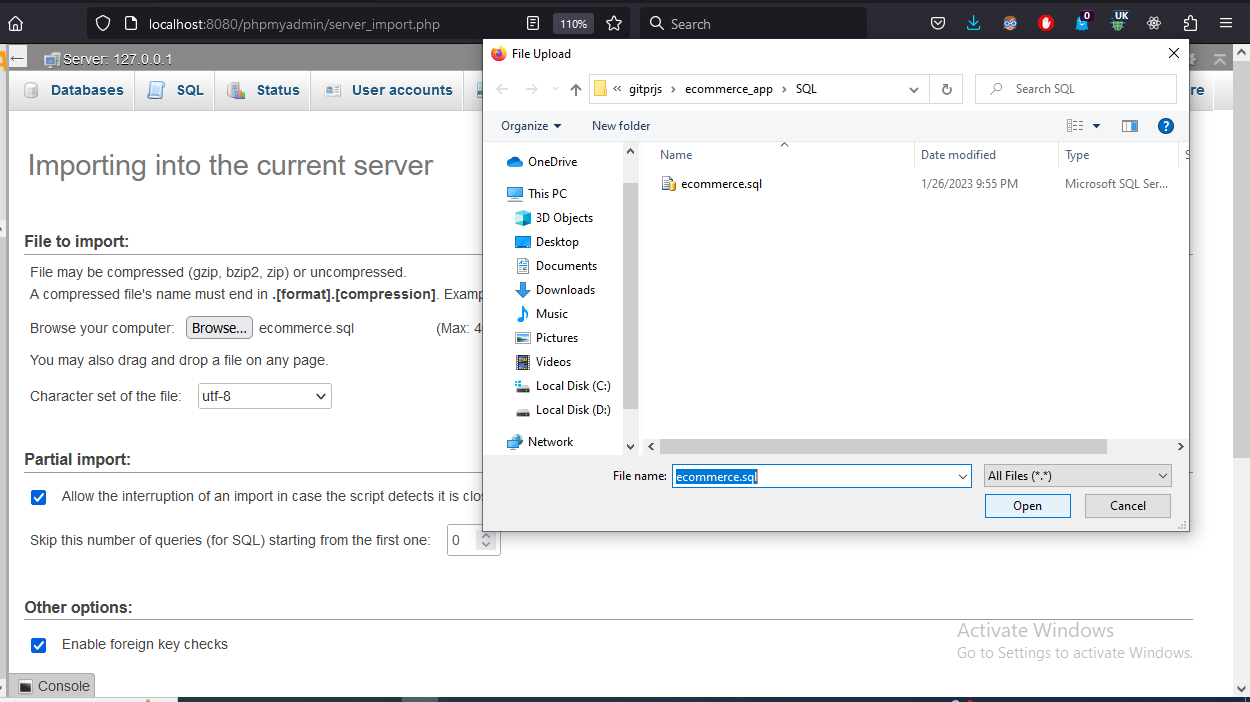 localhost:8080/phpmyadmin/server_import.php
110%
Search
0
UK
Server: 127.0.0.1
Databases
SQL
Status
User accounts
re
Importing into the current server
File to import:
File may be compressed (gzip, bzip2, zip) or uncompressed.
A compressed file's name must end in .[format].[compression]. Examp
Browse your computer:
Browse...
ecommerce.sql
(Max: 4
You may also drag and drop a file on any page.
Character set of the file:
utf-8
Partial import:
Allow the interruption of an import in case the script detects it is clos
Skip this number of queries (for SQL) starting from the first one:
0
Other options:
Enable foreign key checks
Console
File Upload
« gitprjs › ecommerce_app › SQL
Search SQL
Organize
New folder
?
OneDrive
This PC
3D Objects
Desktop
Documents
Downloads
Music
Pictures
Videos
Local Disk (C:)
Local Disk (D:)
Network
Name
Date modified
Type
S
ecommerce.sql
1/26/2023 9:55 PM
Microsoft SQL Ser...
File name:
ecommerce.sql
All Files (*.*)
Open
Cancel
Activate Windows
Go to Settings to activate Windows.